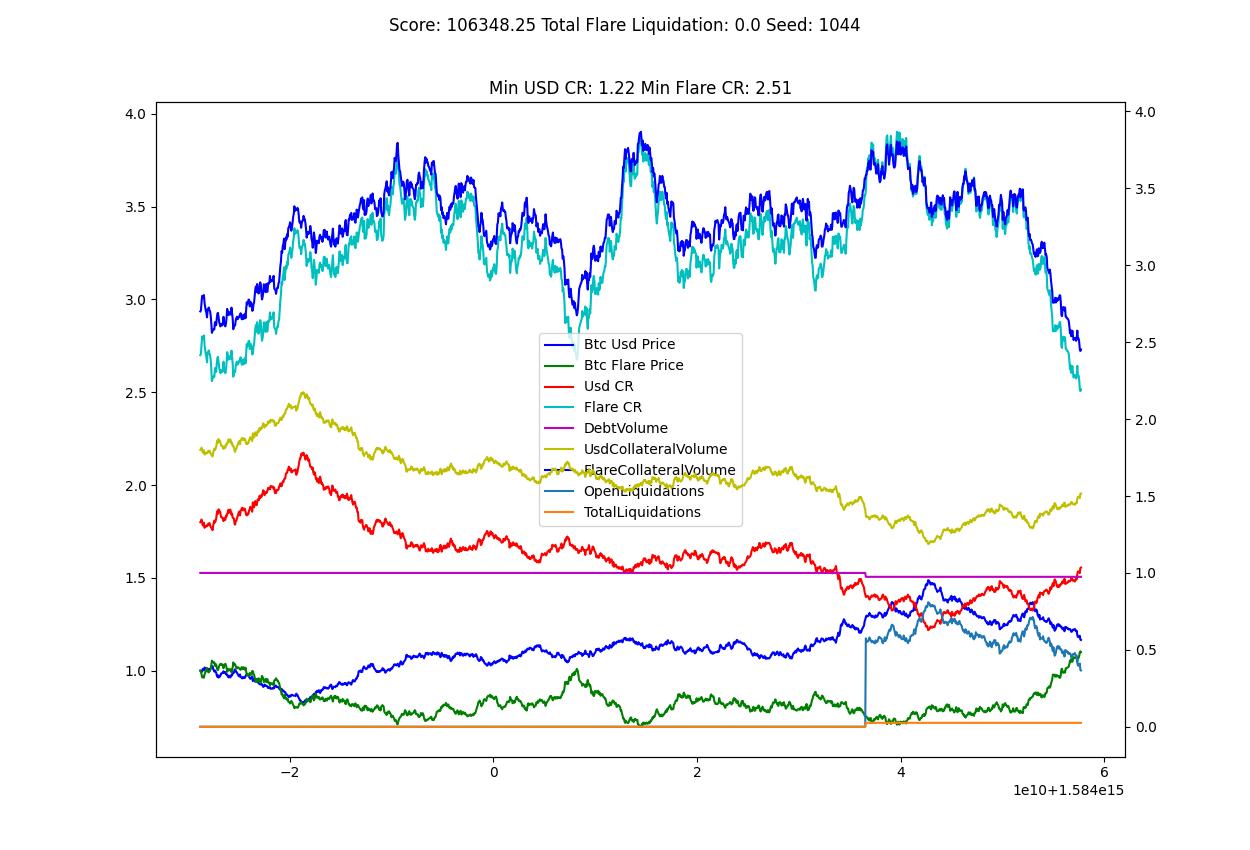 Score: 106348.25 Total Flare Liquidation: 0.0 Seed: 1044
Min USD CR: 1.22 Min Flare CR: 2.51
4.0
3.5
3.0
2.5
2.0
1.5
1.0
4.0
3.5
3.0
2.5
2.0
1.5
1.0
0.5
0.0
Btc Usd Price
Btc Flare Price
Usd CR
Flare CR
DebtVolume
UsdCollateralVolume
FlareCollateralVolume
OpenLiquidations
TotalLiquidations
−2 0 2 4 6
1e10+1.584e15